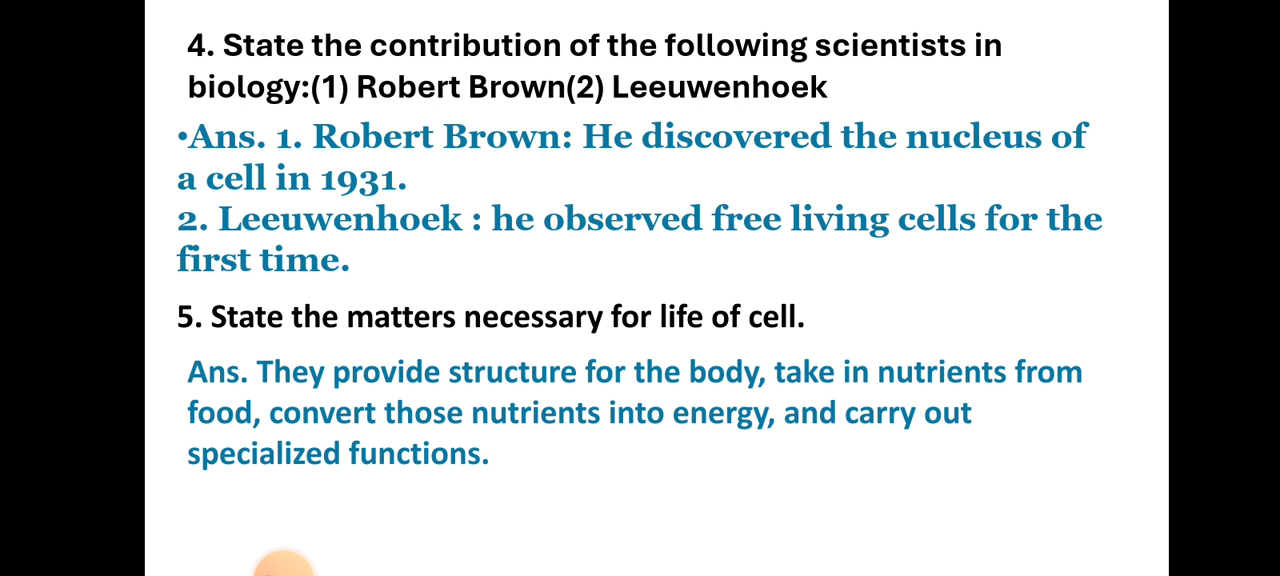 4. State the contribution of the following scientists in
biology:(1) Robert Brown(2) Leeuwenhoek
•Ans. 1. Robert Brown: He discovered the nucleus of
a cell in 1931.
2. Leeuwenhoek : he observed free living cells for the
first time.
5. State the matters necessary for life of cell.
Ans. They provide structure for the body, take in nutrients from
food, convert those nutrients into energy, and carry out
specialized functions.